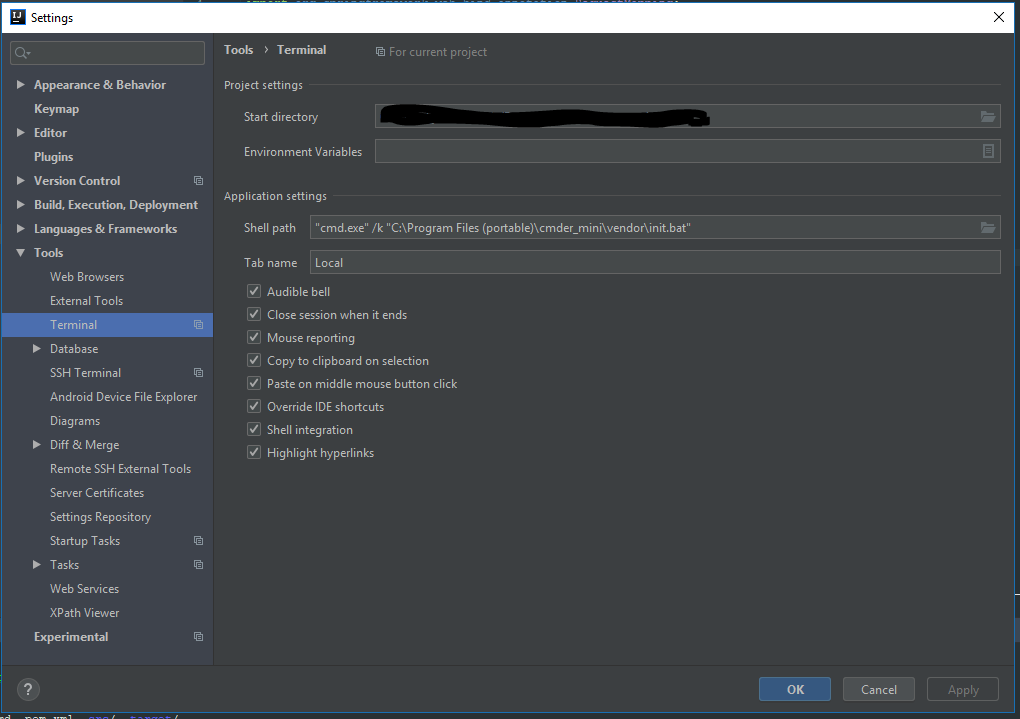 IJ Settings
Tools › Terminal For current project
Appearance & Behavior
Keymap
Editor
Plugins
Version Control
Build, Execution, Deployment
Languages & Frameworks
Tools
Web Browsers
External Tools
Terminal
Database
SSH Terminal
Android Device File Explorer
Diagrams
Diff & Merge
Remote SSH External Tools
Server Certificates
Settings Repository
Startup Tasks
Tasks
Web Services
XPath Viewer
Experimental
Project settings
Start directory
Environment Variables
Application settings
Shell path "cmd.exe" /k "C:\Program Files (portable)\cmder_mini\vendor\init.bat"
Tab name Local
Audible bell
Close session when it ends
Mouse reporting
Copy to clipboard on selection
Paste on middle mouse button click
Override IDE shortcuts
Shell integration
Highlight hyperlinks
? OK Cancel Apply